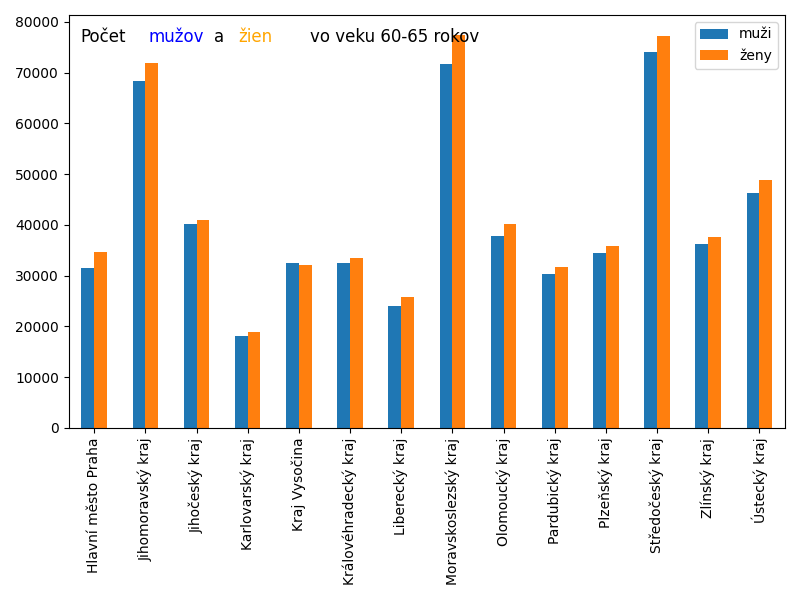 Počet mužov a žien vo veku 60-65 rokov
muži
ženy
80000
70000
60000
50000
40000
30000
20000
10000
0
Hlavní město Praha
Jihomoravský kraj
Jihočeský kraj
Karlovarský kraj
Kraj Vysočina
Královéhradecký kraj
Liberecký kraj
Moravskoslezský kraj
Olomoucký kraj
Pardubický kraj
Plzeňský kraj
Středočeský kraj
Zlínský kraj
Ústecký kraj